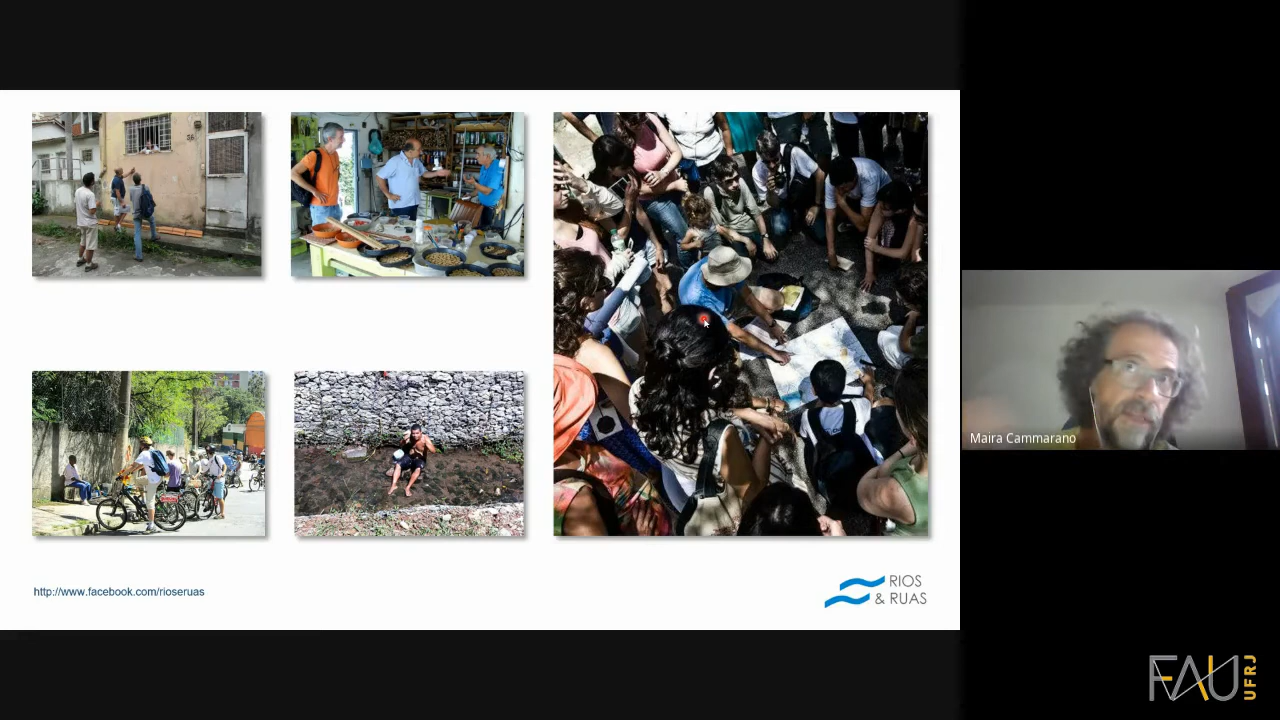 http://www.facebook.com/rioseruas
RIOS
& RUAS
Maira Cammarano
FAU
UFRJ